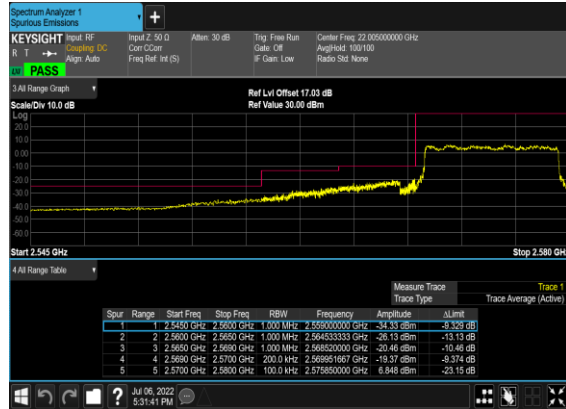 Spectrum Analyzer 1
Spurious Emissions
+
KEYSIGHT Input: RF Input Z: 50 Ω Atten: 30 dB Trig: Free Run Center Freq: 22.005000000 GHz
R T Coupling: DC Corr CCorr Gate: Off Avg|Hold: 100/100
Align: Auto Freq Ref: Int (S) IF Gain: Low Radio Std: None
PASS
3 All Range Graph
Ref Lvl Offset 17.03 dB
Scale/Div 10.0 dB Ref Value 30.00 dBm
Log
20.0
10.0
0.00
-10.0
-20.0
-30.0
-40.0
-50.0
-60.0
Start 2.545 GHz Stop 2.580 GH
4 All Range Table
Measure Trace Trace 1
Trace Type Trace Average (Active)
Spur Range Start Freq Stop Freq RBW Frequency Amplitude ΔLimit
1 1 2.5450 GHz 2.5600 GHz 1.000 MHz 2.559000000 GHz -34.33 dBm -9.329 dB
2 2 2.5600 GHz 2.5650 GHz 1.000 MHz 2.564533333 GHz -26.13 dBm -13.13 dB
3 3 2.5650 GHz 2.5690 GHz 1.000 MHz 2.568520000 GHz -20.46 dBm -10.46 dB
4 4 2.5690 GHz 2.5700 GHz 200.0 kHz 2.569951667 GHz -19.37 dBm -9.374 dB
5 5 2.5700 GHz 2.5800 GHz 100.0 kHz 2.575850000 GHz 6.848 dBm -23.15 dB
? Jul 06, 2022
5:31:41 PM